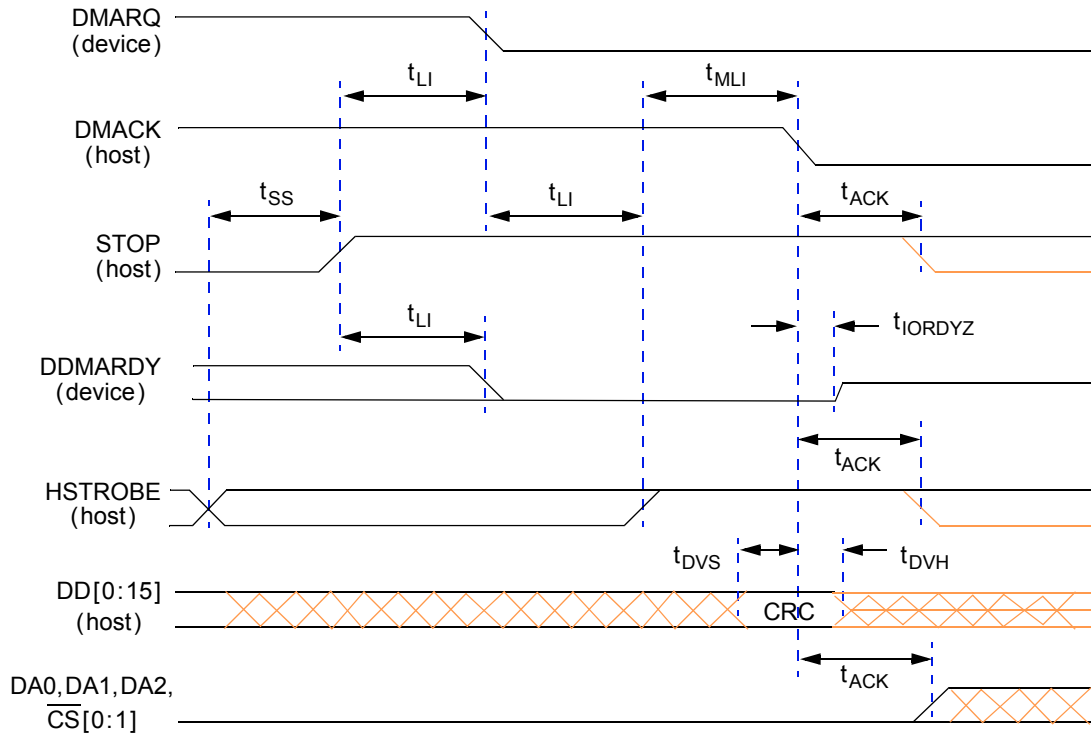 DMARQ
(device)
tLI
tMLI
DMACK
(host)
tSS
tLI
tACK
STOP
(host)
tLI
tIORDYZ
DDMARDY
(device)
tACK
HSTROBE
(host)
tDVS
tDVH
DD[0:15]
(host)
CRC
tACK
DA0,DA1,DA2,
CS[0:1]